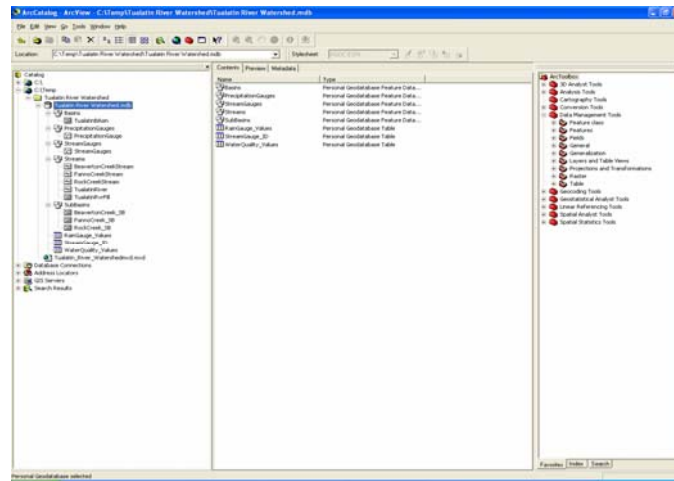 ArcCatalog - ArcView - C:\Temp\Tualatin River Watershed\Tualatin River Watershed.mdb
File Edit View Go Tools Window Help
Location: C:\Temp\Tualatin River Watershed\Tualatin River Watershed.mdb
Stylesheet:
Catalog
C:\
C:\Temp
Tualatin River Watershed
Tualatin River Watershed.mdb
Basins
PrecipitationGauges
PrecipitationGauge
StreamGauges
StreamGauges
Streams
BeavertonCreekStream
FannoCreekStream
RockCreekStream
TualatinRiver
SubBasins
BeavertonCreek_SB
FannoCreek_SB
RockCreek_SB
RainGauge_Values
StreamGauge_ID
WaterQuality_Values
Database Connections
Address Locators
GIS Servers
Search Results
Contents Preview Metadata
Name Type
Basins Personal Geodatabase Feature Data...
PrecipitationGauges Personal Geodatabase Feature Data...
StreamGauges Personal Geodatabase Feature Data...
Streams Personal Geodatabase Feature Data...
SubBasins Personal Geodatabase Feature Data...
RainGauge_Values Personal Geodatabase Table
StreamGauge_ID Personal Geodatabase Table
WaterQuality_Values Personal Geodatabase Table
ArcToolbox
3D Analyst Tools
Analysis Tools
Cartography Tools
Conversion Tools
Data Management Tools
Feature class
Features
Fields
General
Generalization
Layers and Table Views
Projections and Transformations
Raster
Table
Geocoding Tools
Geostatistical Analyst Tools
Linear Referencing Tools
Spatial Analyst Tools
Spatial Statistics Tools
Favorites Index Search
Personal Geodatabase selected